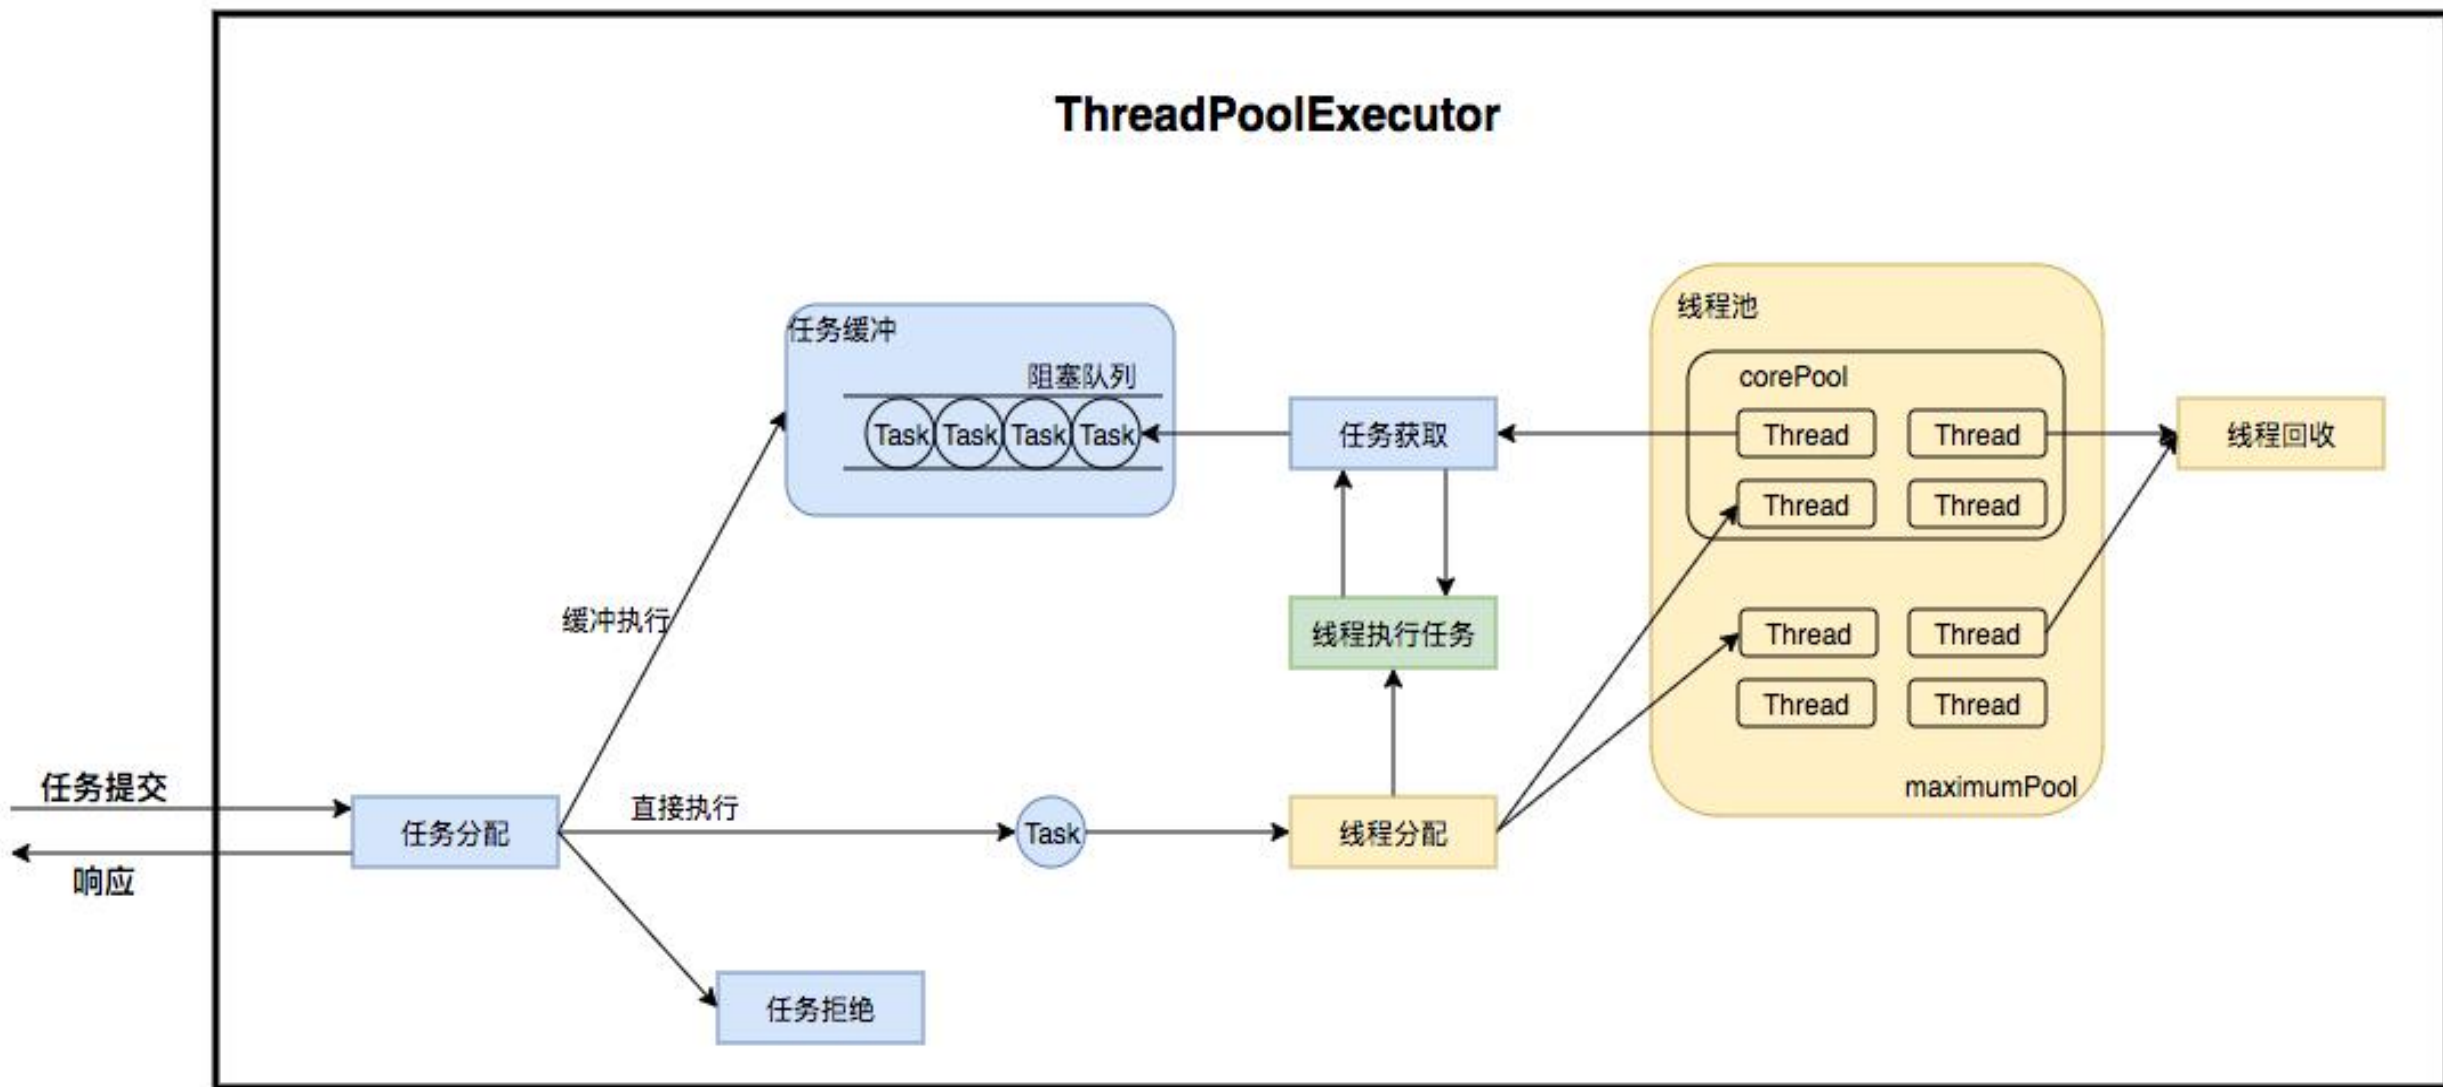 ThreadPoolExecutor
线程池
任务缓冲
阻塞队列
corePool
Task Task Task Task
任务获取
Thread Thread
线程回收
Thread Thread
缓冲执行
线程执行任务
Thread Thread
Thread Thread
maximumPool
任务提交
直接执行
任务分配
Task
线程分配
响应
任务拒绝